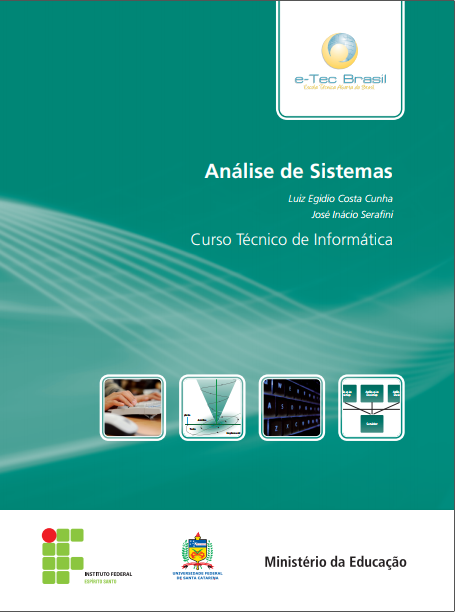 e-Tec Brasil
Escola Técnica Aberta do Brasil
Análise de Sistemas
Luíz Egidio Costa Cunha
José Inácio Serafini
Curso Técnico de Informática
INSTITUTO FEDERAL
ESPÍRITO SANTO
UNIVERSIDADE FEDERAL
DE SANTA CATARINA
Ministério da Educação